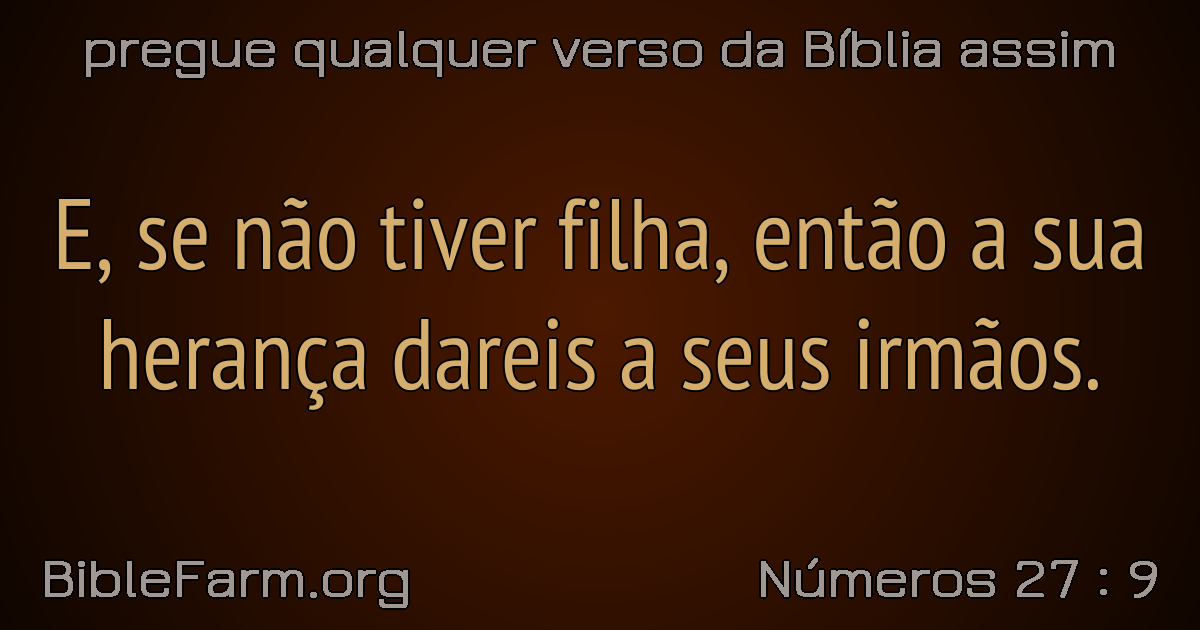 pregue qualquer verso da Bíblia assim
E, se não tiver filha, então a sua
herança dareis a seus irmãos.
BibleFarm.org
Números 27 : 9